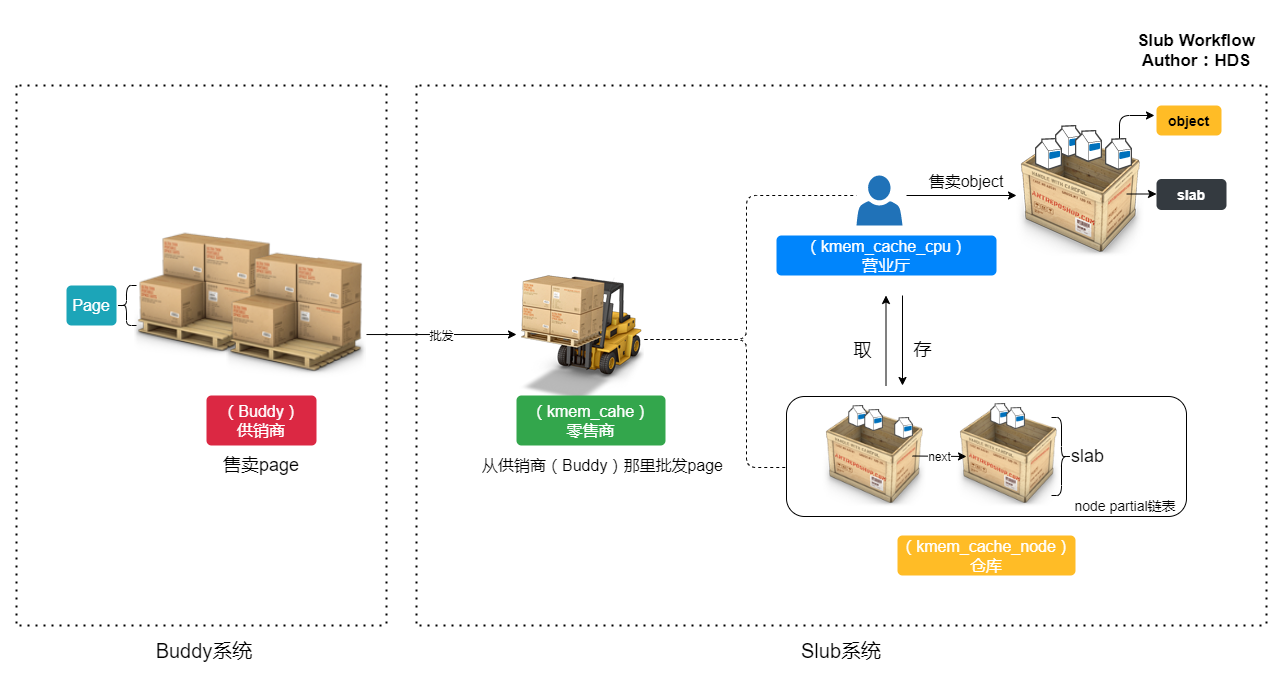 Slub Workflow
Author：HDS
object
slab
售卖object
（kmem_cache_cpu）
营业厅
Page
批发
取
存
（Buddy）
供销商
售卖page
（kmem_cahe）
零售商
从供销商（Buddy）那里批发page
next
slab
node partial链表
（kmem_cache_node）
仓库
Buddy系统
Slub系统